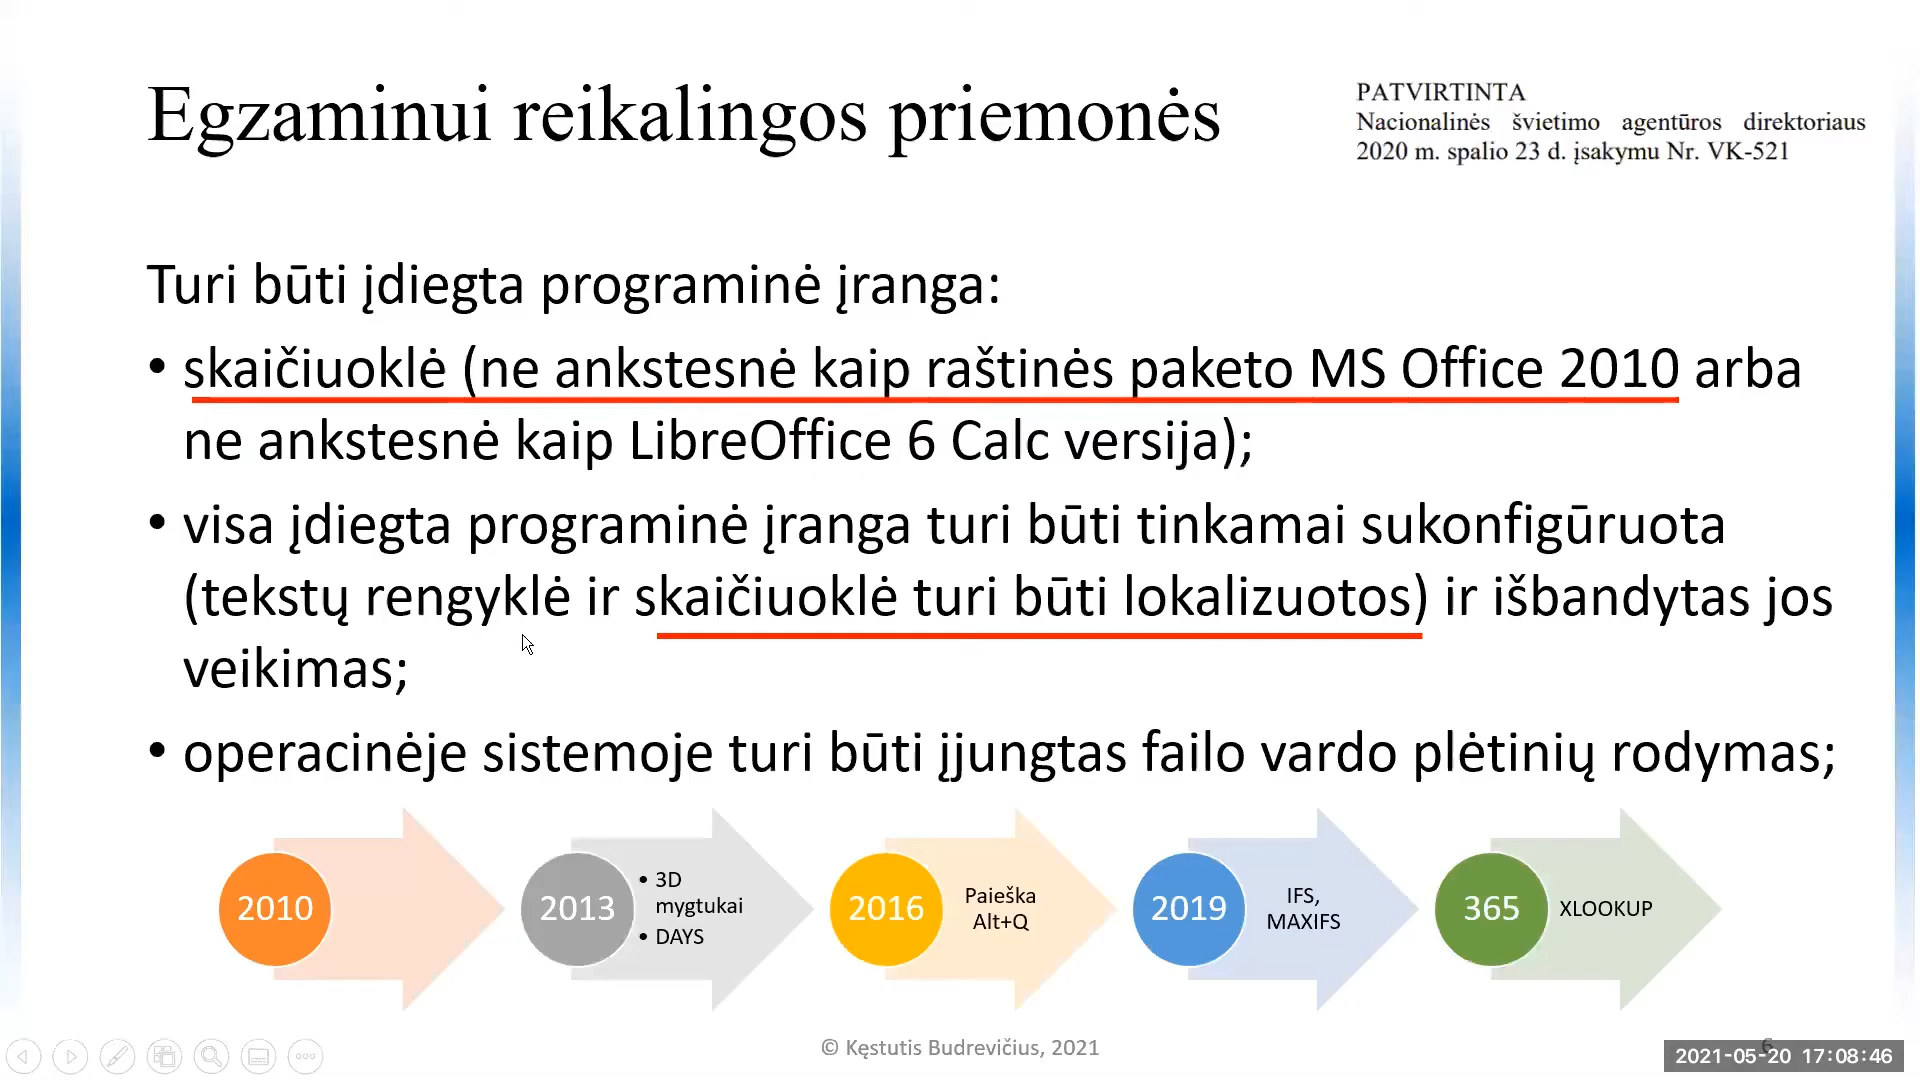 Egzaminui reikalingos priemonės
PATVIRTINTA
Nacionalinės švietimo agentūros direktoriaus
2020 m. spalio 23 d. įsakymu Nr. VK-521
Turi būti įdiegta programinė įranga:
• skaičiuoklė (ne ankstesnė kaip raštinės paketo MS Office 2010 arba
ne ankstesnė kaip LibreOffice 6 Calc versija);
• visa įdiegta programinė įranga turi būti tinkamai sukonfigūruota
(tekstų rengyklė ir skaičiuoklė turi būti lokalizuotos) ir išbandytas jos
veikimas;
• operacinėje sistemoje turi būti įjungtas failo vardo plėtinių rodymas;
2010
2013
• 3D
mygtukai
• DAYS
2016
Paieška
Alt+Q
2019
IFS,
MAXIFS
365
XLOOKUP
© Kęstutis Budrevičius, 2021
6
2021-05-20 17:08:46